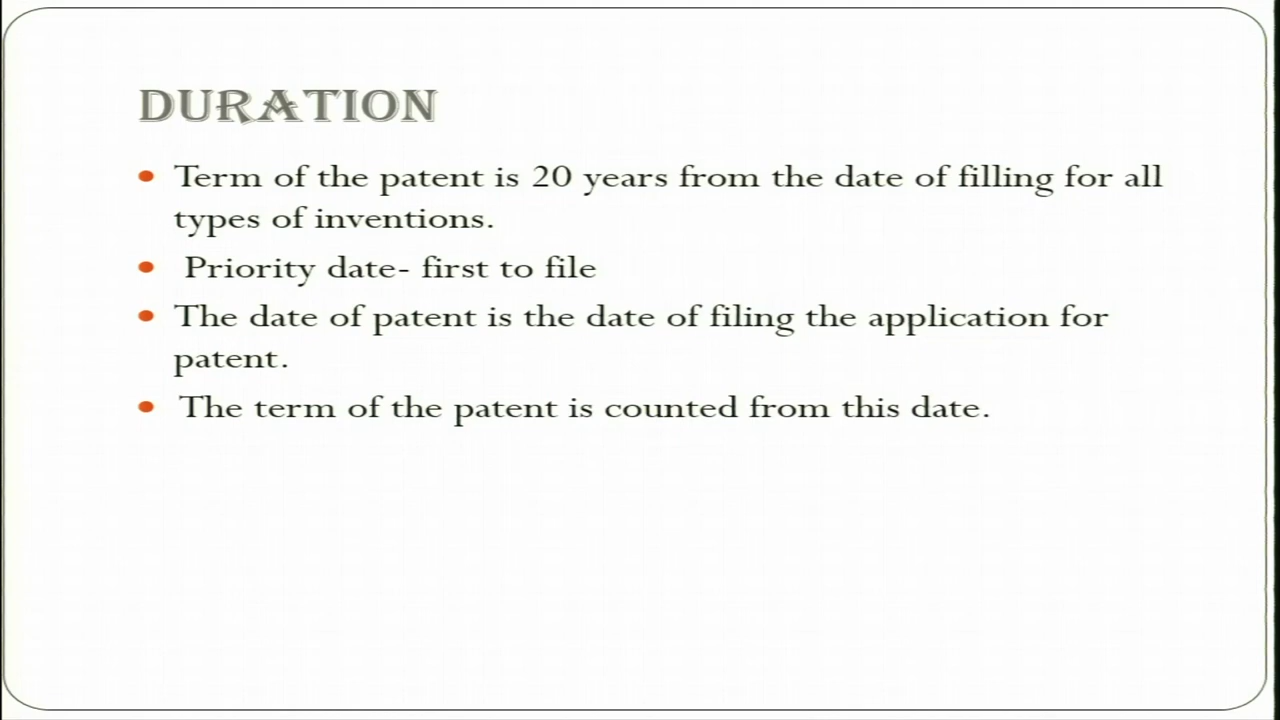 DURATION
• Term of the patent is 20 years from the date of filling for all
types of inventions.
• Priority date- first to file
• The date of patent is the date of filing the application for
patent.
• The term of the patent is counted from this date.